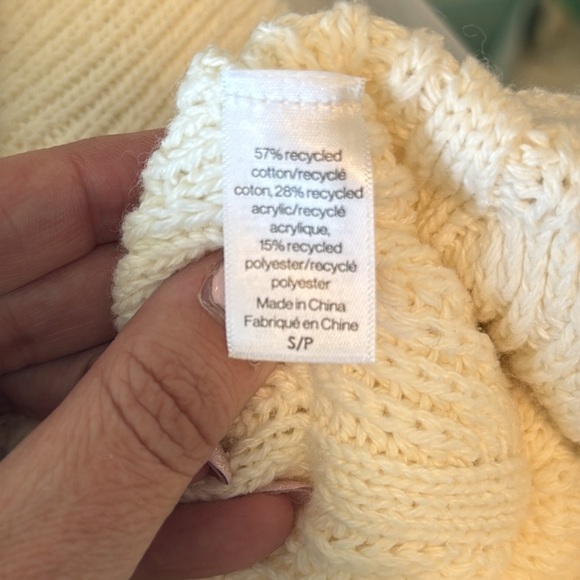 57% recycled
cotton/recyclé
coton, 28% recycled
acrylic/recyclé
acrylique,
15% recycled
polyester/recyclé
polyester
Made in China
Fabriqué en Chine
S/P